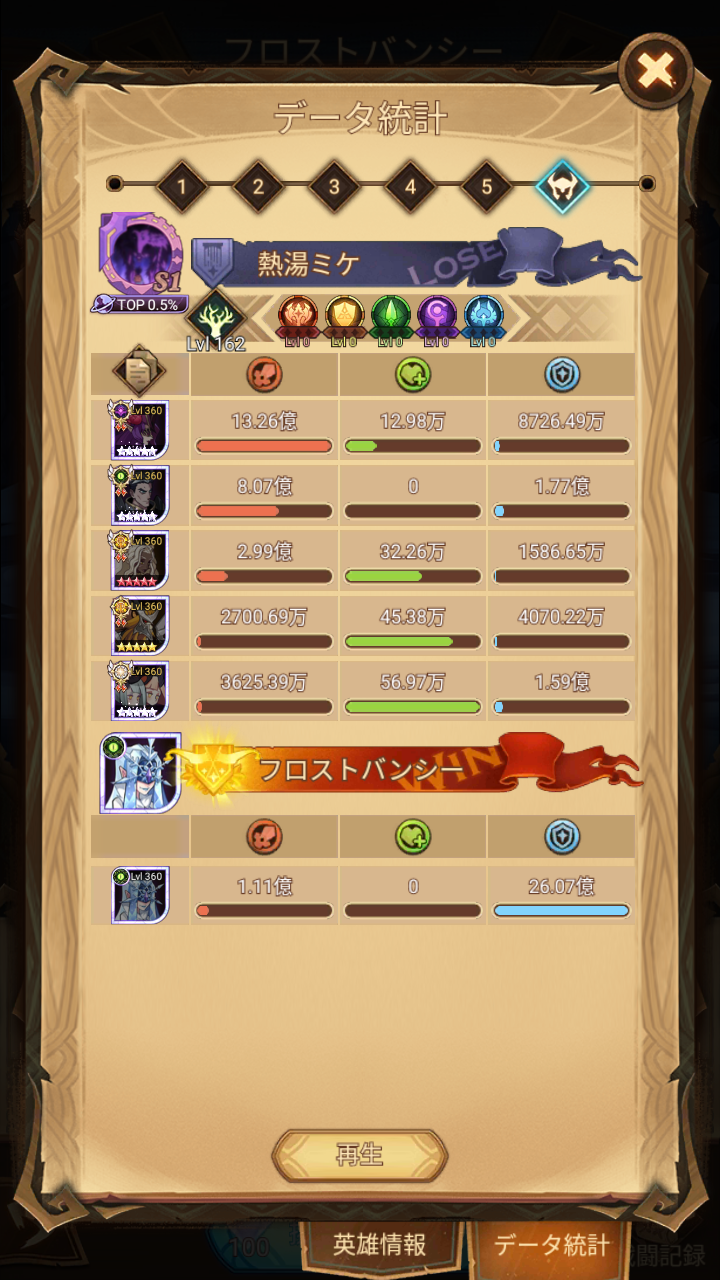 フロストバンシー
データ統計
1 2 3 4 5
S1
熱湯ミケ LOSE
TOP 0.5%
Lvl 162
Lvl 0 Lvl 0 Lvl 0 Lvl 0 Lvl 0
Lvl 360 13.26億 12.98万 8726.49万
Lvl 360 8.07億 0 1.77億
Lvl 360 2.99億 32.26万 1586.65万
Lvl 360 2700.69万 45.38万 4070.22万
Lvl 360 3625.39万 56.97万 1.59億
フロストバンシー WIN
Lvl 360 1.11億 0 26.07億
再生
100 英雄情報 データ統計 戦闘記録